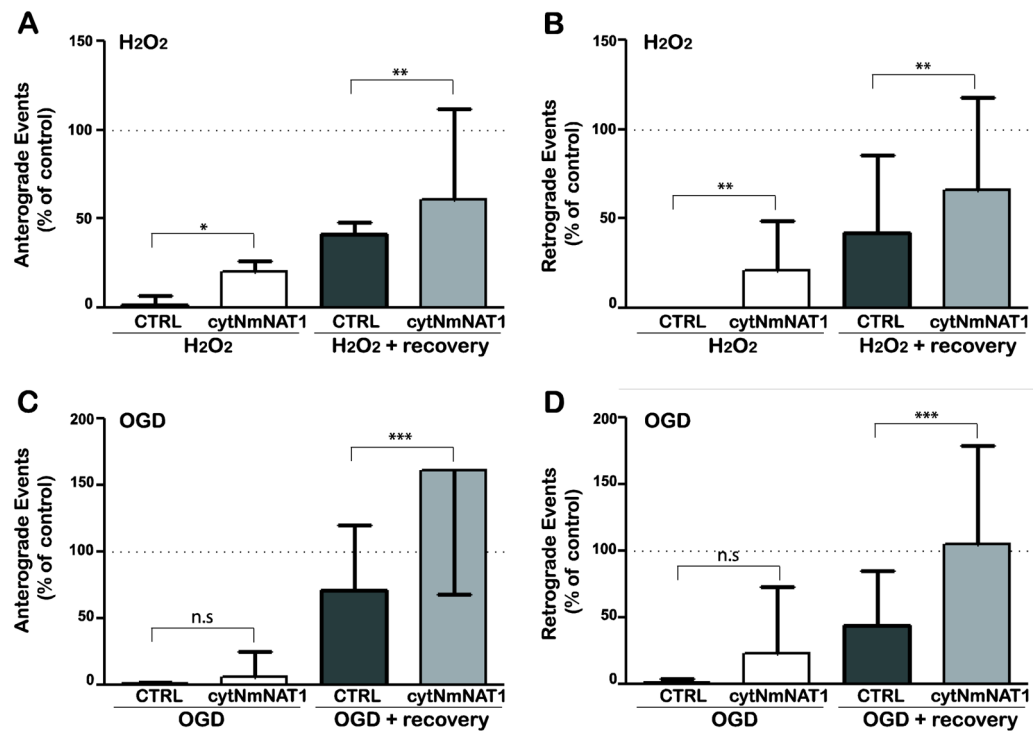 A
H2O2
Anterograde Events
(% of control)
150
100
50
0
*
**
CTRL cytNmNAT1 CTRL cytNmNAT1
H2O2 H2O2 + recovery
B
H2O2
Retrograde Events
(% of control)
150
100
50
0
**
**
CTRL cytNmNAT1 CTRL cytNmNAT1
H2O2 H2O2 + recovery
C
OGD
Anterograde Events
(% of control)
200
150
100
50
0
n.s
***
CTRL cytNmNAT1 CTRL cytNmNAT1
OGD OGD + recovery
D
OGD
Retrograde Events
(% of control)
200
150
100
50
0
n.s
***
CTRL cytNmNAT1 CTRL cytNmNAT1
OGD OGD + recovery